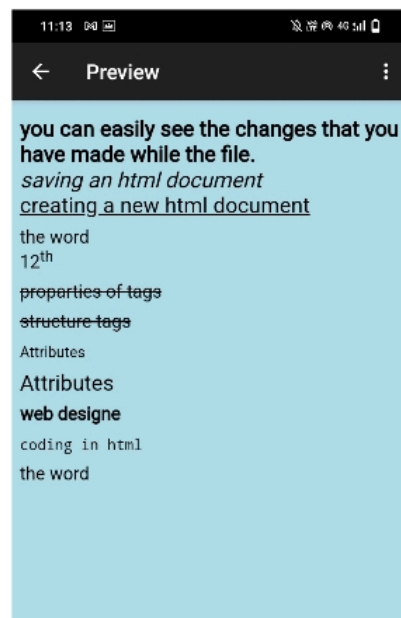 11:13
4G
Preview
you can easily see the changes that you
have made while the file.
saving an html document
creating a new html document
the word
12th
proparties of tags
structure tags
Attributes
Attributes
web designe
coding in html
the word